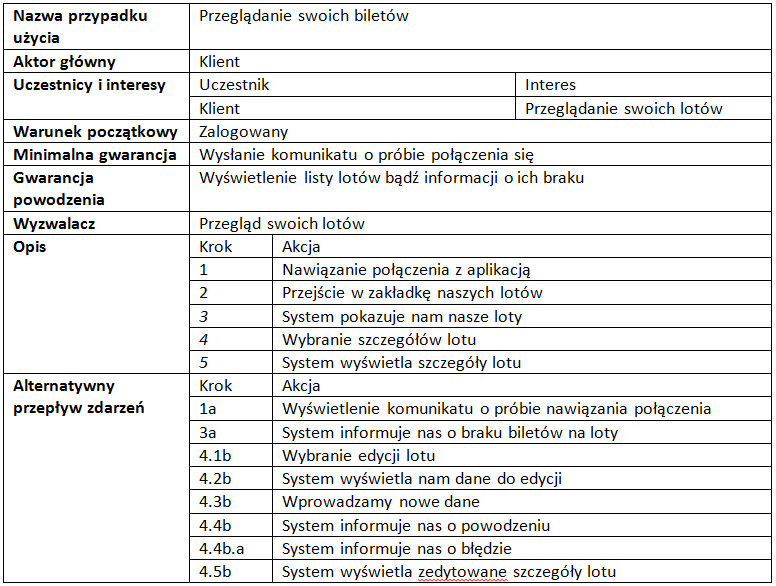 Nazwa przypadku Przeglądanie swoich biletów
użycia
Aktor główny Klient
Uczestnicy i interesy Uczestnik Interes
Klient Przeglądanie swoich lotów
Warunek początkowy Zalogowany
Minimalna gwarancja Wysłanie komunikatu o próbie połączenia się
Gwarancja Wyświetlenie listy lotów bądź informacji o ich braku
powodzenia
Wyzwalacz Przegląd swoich lotów
Opis Krok Akcja
1 Nawiązanie połączenia z aplikacją
2 Przejście w zakładkę naszych lotów
3 System pokazuje nam nasze loty
4 Wybranie szczegółów lotu
5 System wyświetla szczegóły lotu
Alternatywny Krok Akcja
przepływ zdarzeń
1a Wyświetlenie komunikatu o próbie nawiązania połączenia
3a System informuje nas o braku biletów na loty
4.1b Wybranie edycji lotu
4.2b System wyświetla nam dane do edycji
4.3b Wprowadzamy nowe dane
4.4b System informuje nas o powodzeniu
4.4b.a System informuje nas o błędzie
4.5b System wyświetla zedytowane szczegóły lotu